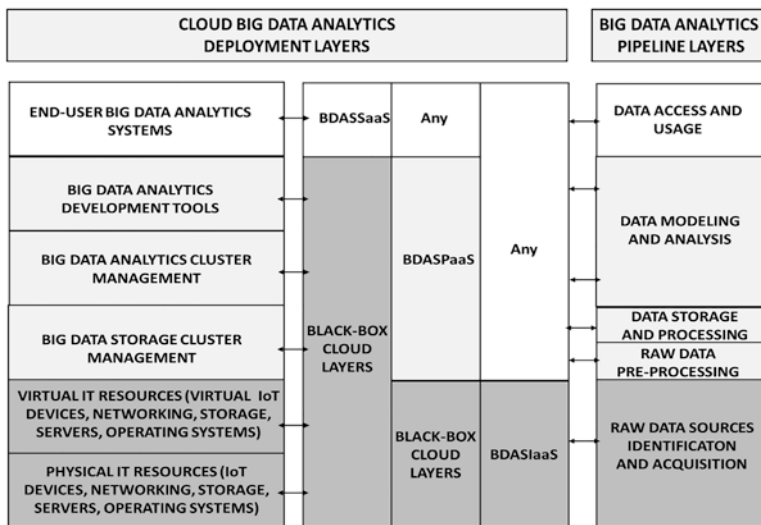 CLOUD BIG DATA ANALYTICS
DEPLOYMENT LAYERS
BIG DATA ANALYTICS
PIPELINE LAYERS
END-USER BIG DATA ANALYTICS
SYSTEMS
BDASSaaS
Any
DATA ACCESS AND
USAGE
BIG DATA ANALYTICS
DEVELOPMENT TOOLS
BIG DATA ANALYTICS CLUSTER
MANAGEMENT
BIG DATA STORAGE CLUSTER
MANAGEMENT
VIRTUAL IT RESOURCES (VIRTUAL IoT
DEVICES, NETWORKING, STORAGE,
SERVERS, OPERATING SYSTEMS)
PHYSICAL IT RESOURCES (IoT
DEVICES, NETWORKING, STORAGE,
SERVERS, OPERATING SYSTEMS)
BLACK-BOX
CLOUD
LAYERS
BDASPaaS
BLACK-BOX
CLOUD
LAYERS
Any
BDASIaaS
DATA MODELING
AND ANALYSIS
DATA STORAGE
AND PROCESSING
RAW DATA
PRE-PROCESSING
RAW DATA SOURCES
IDENTIFICATON
AND ACQUISITION